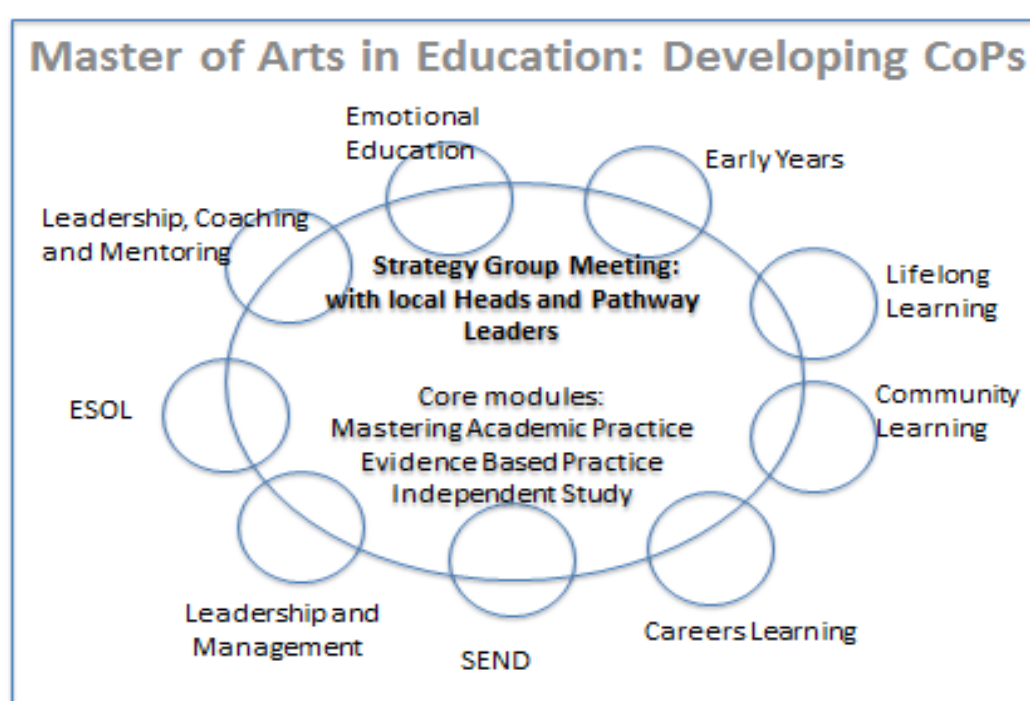 Master of Arts in Education: Developing CoPs
Emotional
Education
Early Years
Leadership, Coaching
and Mentoring
Strategy Group Meeting:
with local Heads and Pathway
Leaders
Lifelong
Learning
ESOL
Core modules:
Mastering Academic Practice
Evidence Based Practice
Independent Study
Community
Learning
Leadership and
Management
SEND
Careers Learning